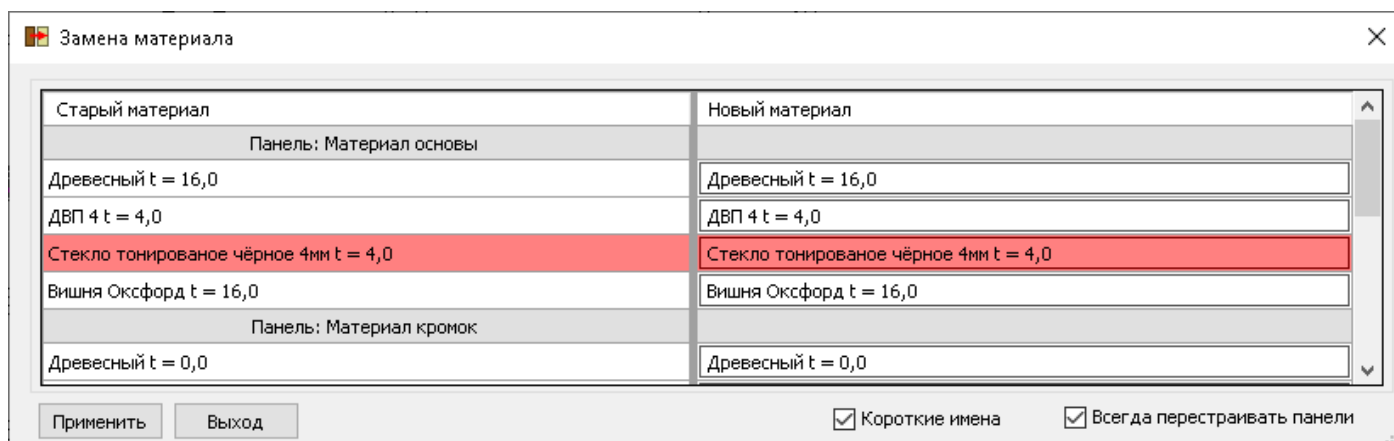 Замена материала
Старый материал Новый материал
Панель: Материал основы
Древесный t = 16,0 Древесный t = 16,0
ДВП 4 t = 4,0 ДВП 4 t = 4,0
Стекло тонированое чёрное 4мм t = 4,0 Стекло тонированое чёрное 4мм t = 4,0
Вишня Оксфорд t = 16,0 Вишня Оксфорд t = 16,0
Панель: Материал кромок
Древесный t = 0,0 Древесный t = 0,0
Применить Выход Короткие имена Всегда перестраивать панели